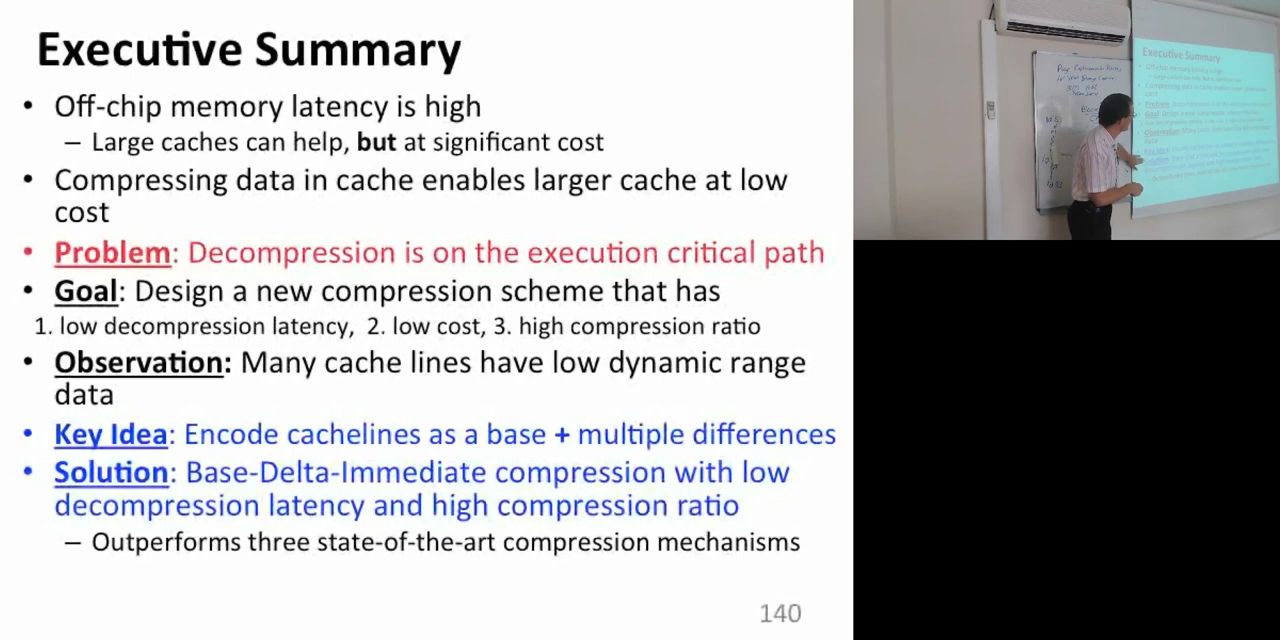 Executive Summary
• Off-chip memory latency is high
– Large caches can help, but at significant cost
• Compressing data in cache enables larger cache at low
cost
• Problem: Decompression is on the execution critical path
• Goal: Design a new compression scheme that has
1. low decompression latency, 2. low cost, 3. high compression ratio
• Observation: Many cache lines have low dynamic range
data
• Key Idea: Encode cachelines as a base + multiple differences
• Solution: Base-Delta-Immediate compression with low
decompression latency and high compression ratio
– Outperforms three state-of-the-art compression mechanisms
140
Executive Summary